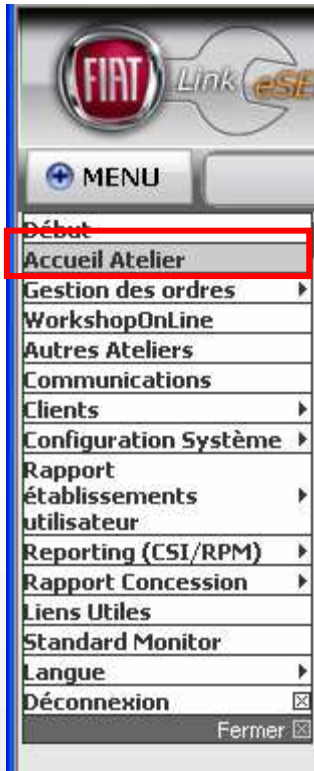 FIAT
Link eSE
MENU
Début
Accueil Atelier
Gestion des ordres
WorkshopOnLine
Autres Ateliers
Communications
Clients
Configuration Système
Rapport
établissements
utilisateur
Reporting (CSI/RPM)
Rapport Concession
Liens Utiles
Standard Monitor
Langue
Déconnexion
Fermer